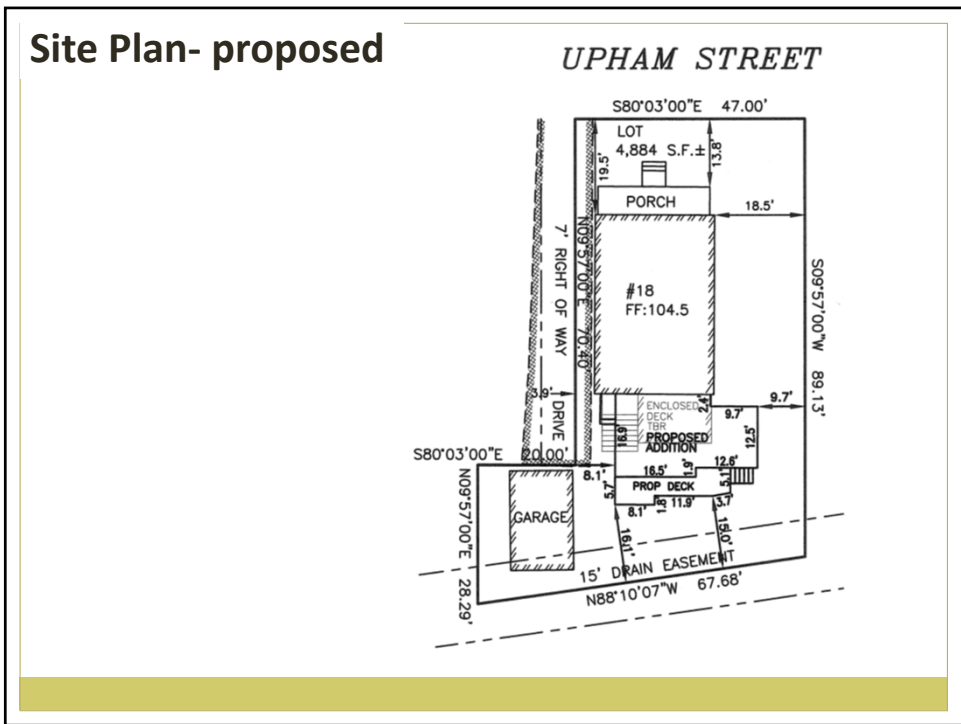 Site Plan- proposed
UPHAM STREET
S80°03'00"E 47.00'
LOT
4,884 S.F.±
19.5'
13.8'
PORCH
18.5'
7' RIGHT OF WAY
N09°57'00"E 70.40'
#18
FF:104.5
S09°57'00"W 89.13'
3.9'
DRIVE
ENCLOSED
DECK
TBR
PROPOSED
ADDITION
2.4'
9.7'
9.7'
16.9'
12.5'
S80°03'00"E 20.00'
8.1'
16.5'
1.9'
12.6'
5.1'
PROP DECK
5.7'
8.1'
1.8'
11.9'
3.7'
GARAGE
N09°57'00"E 28.29'
16.1'
15.0'
15' DRAIN EASEMENT
N88°10'07"W 67.68'